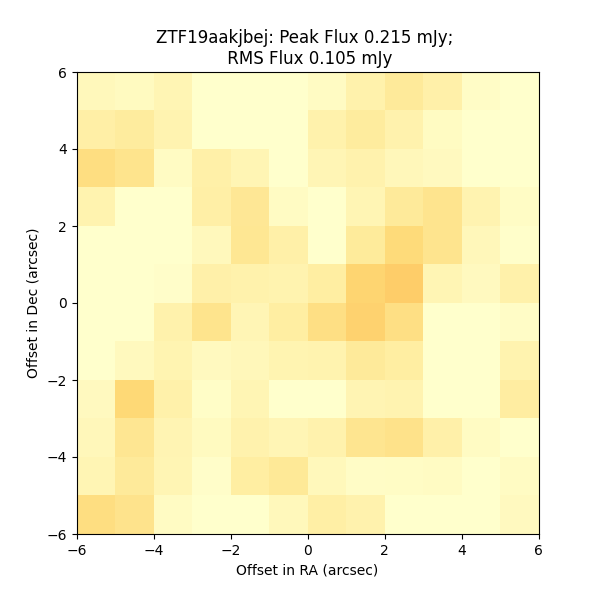 ZTF19aakjbej: Peak Flux 0.215 mJy;
RMS Flux 0.105 mJy
6
4
2
0
−2
−4
−6
Offset in Dec (arcsec)
−6 −4 −2 0 2 4 6
Offset in RA (arcsec)